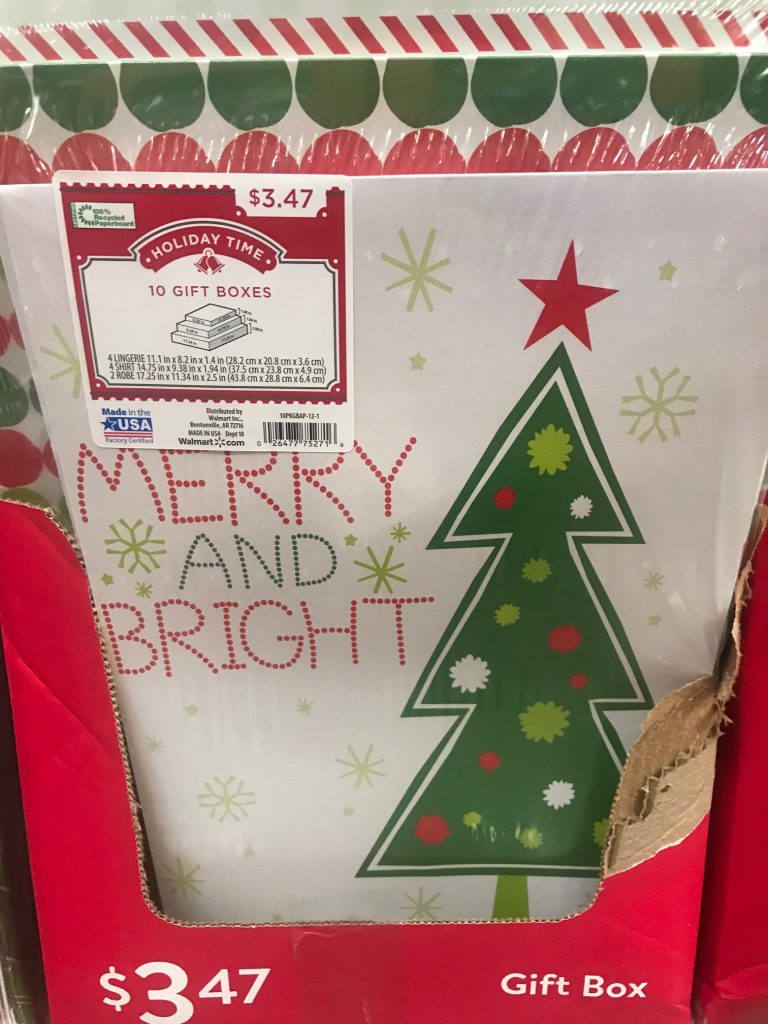 $3.47
100%
Recycled
Paperboard
HOLIDAY TIME
10 GIFT BOXES
4 LINGERIE 11.1 in x 8.2 in x 1.4 in (28.2 cm x 20.8 cm x 3.6 cm)
4 SHIRT 14.75 in x 9.38 in x 1.94 in (37.5 cm x 23.8 cm x 4.9 cm)
2 ROBE 17.25 in x 11.34 in x 2.5 in (43.8 cm x 28.8 cm x 6.4 cm)
Made in the
USA
Factory Certified
Distributed by
Walmart Inc.,
Bentonville, AR 72716
MADE IN USA Dept 18
Walmart.com
10PKGBAP-12-1
0 26477 75271 6
MERRY
AND
BRIGHT
$3.47
Gift Box